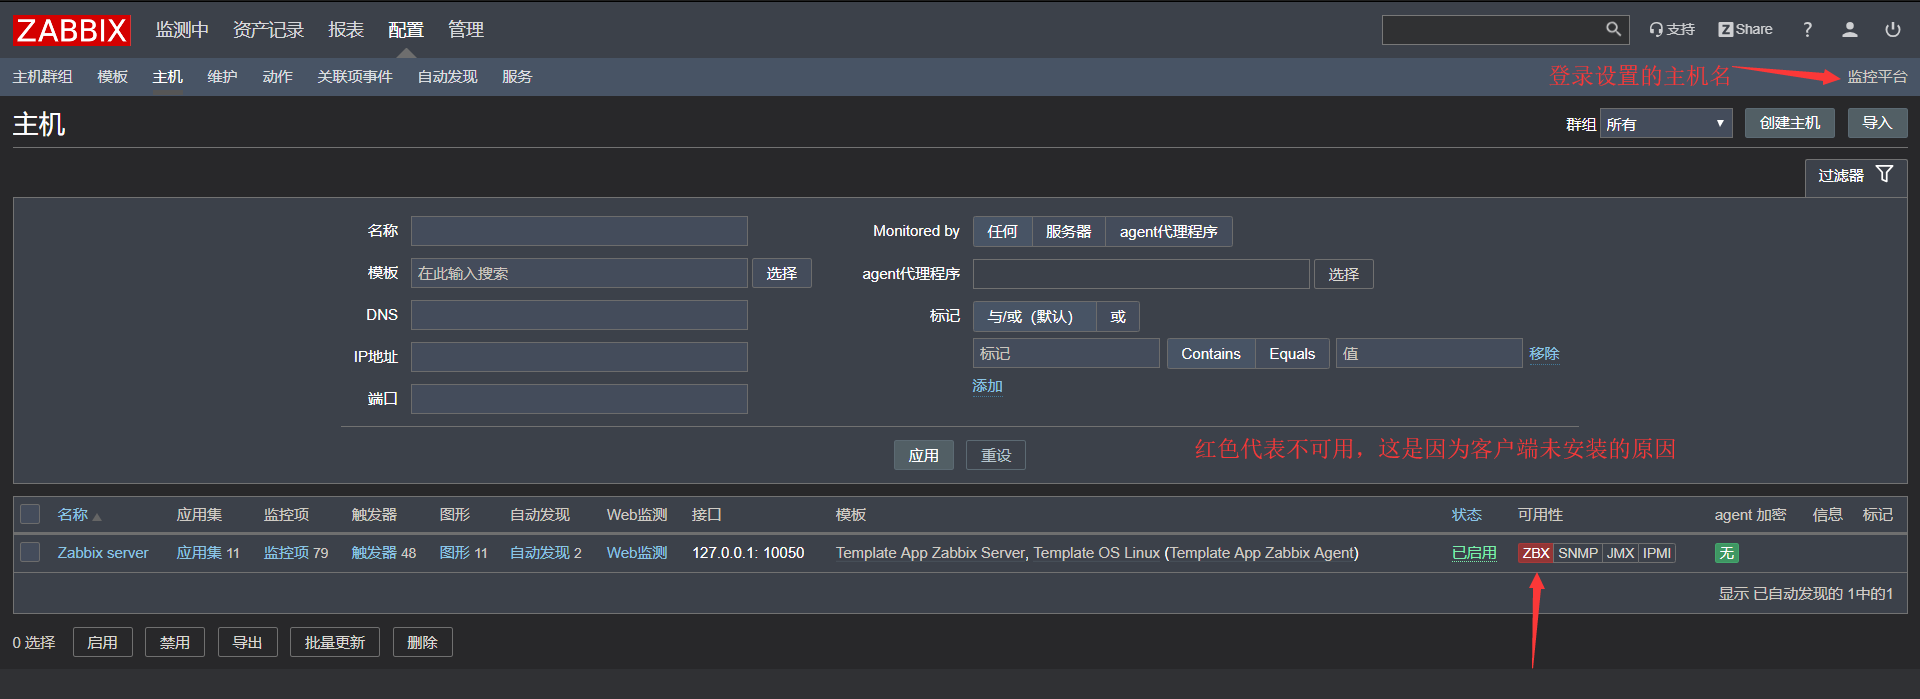 ZABBIX 监测中 资产记录 报表 配置 管理 支持 Z Share ?
主机群组 模板 主机 维护 动作 关联项事件 自动发现 服务 登录设置的主机名 监控平台
主机 群组 所有 创建主机 导入
过滤器
名称 Monitored by 任何 服务器 agent代理程序
模板 在此输入搜索 选择 agent代理程序 选择
DNS 标记 与/或（默认） 或
IP地址 标记 Contains Equals 值 移除
添加
端口
应用 重设 红色代表不可用，这是因为客户端未安装的原因
名称 应用集 监控项 触发器 图形 自动发现 Web监测 接口 模板 状态 可用性 agent 加密 信息 标记
Zabbix server 应用集 11 监控项 79 触发器 48 图形 11 自动发现 2 Web监测 127.0.0.1: 10050 Template App Zabbix Server, Template OS Linux (Template App Zabbix Agent) 已启用 ZBX SNMP JMX IPMI 无
显示 已自动发现的 1中的1
0 选择 启用 禁用 导出 批量更新 删除